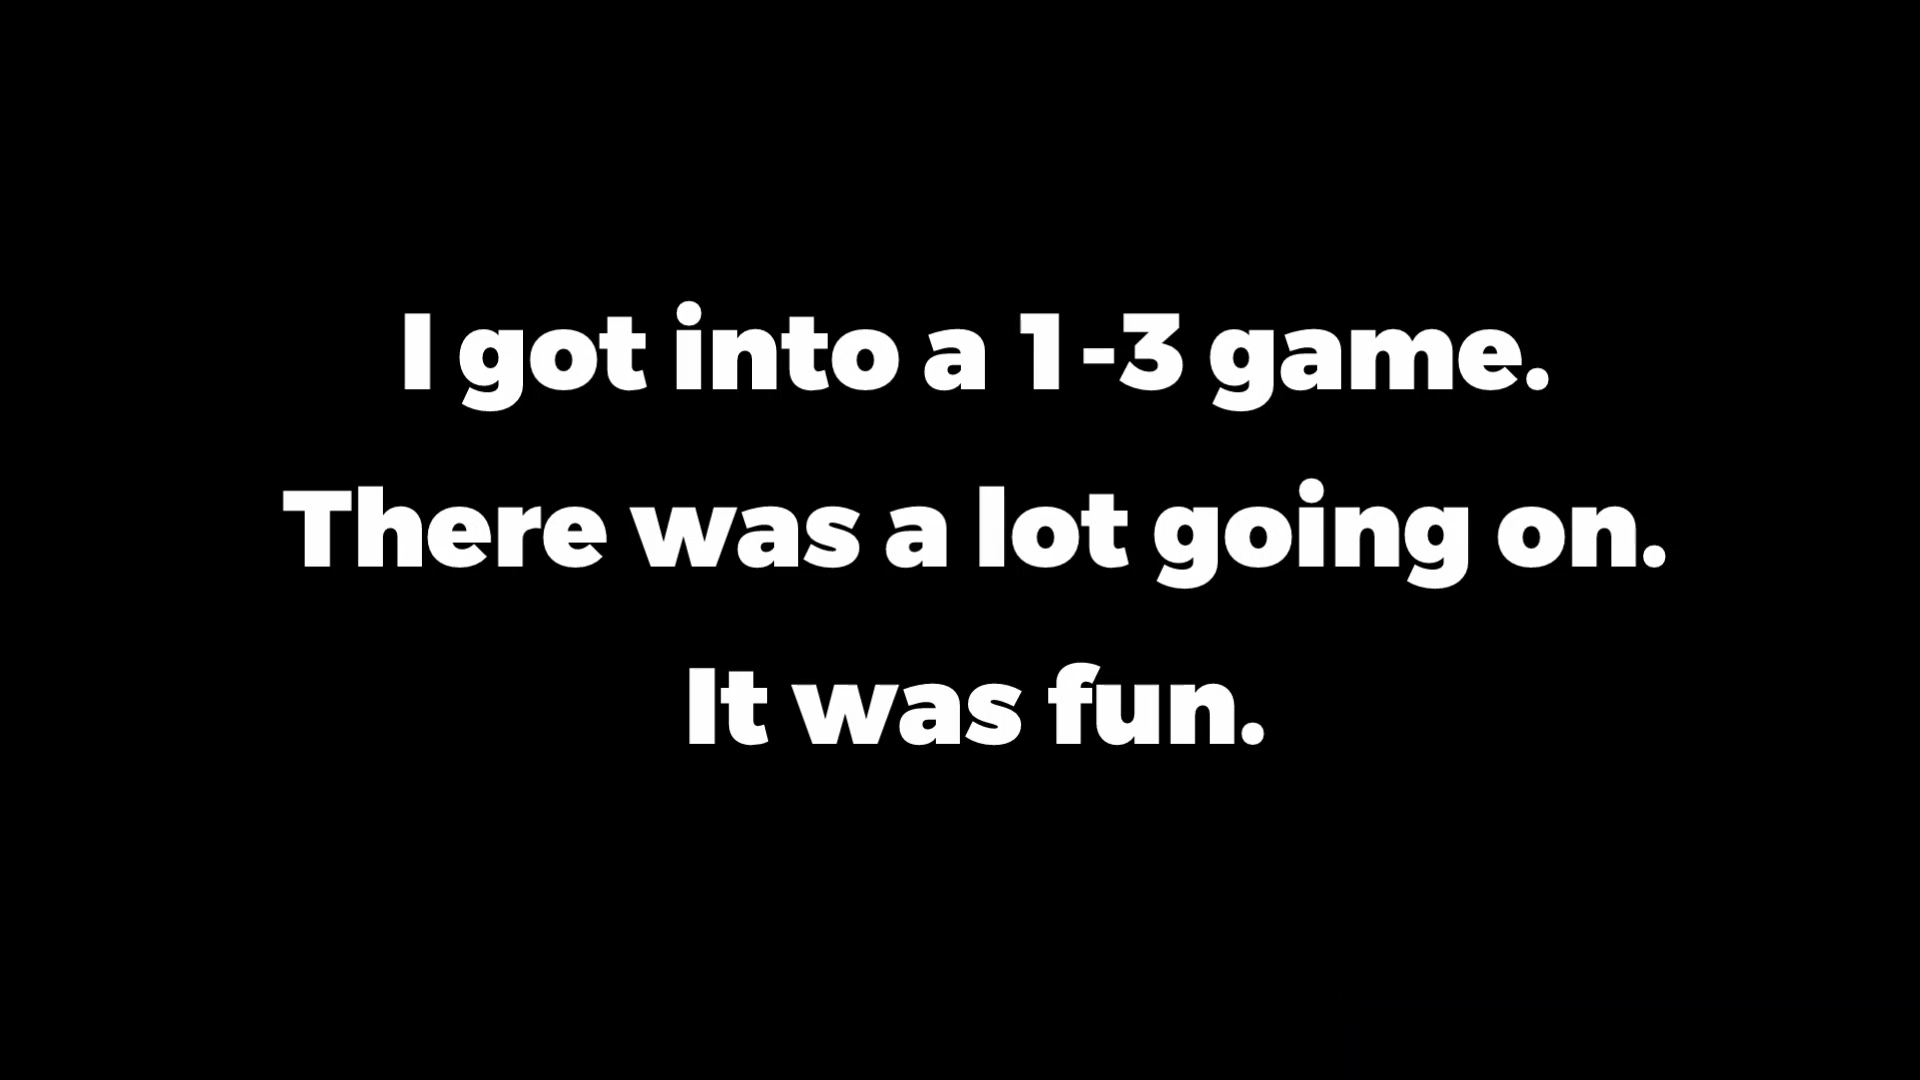 I got into a 1-3 game.
There was a lot going on.
It was fun.